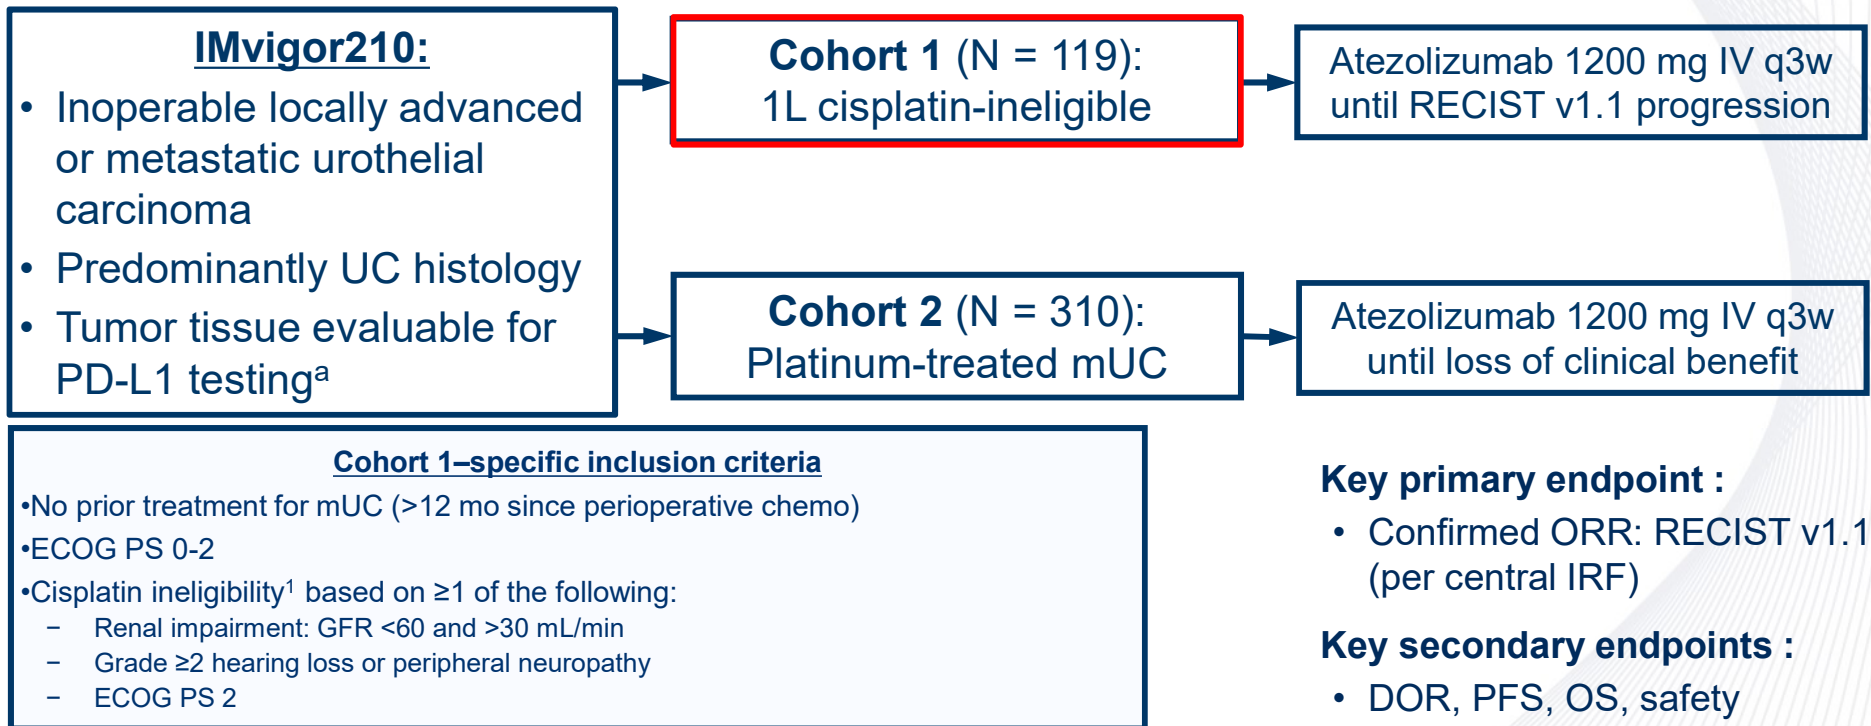 IMvigor210:
• Inoperable locally advanced
or metastatic urothelial
carcinoma
• Predominantly UC histology
• Tumor tissue evaluable for
PD-L1 testingᵃ
Cohort 1 (N = 119):
1L cisplatin-ineligible
Atezolizumab 1200 mg IV q3w
until RECIST v1.1 progression
Cohort 2 (N = 310):
Platinum-treated mUC
Atezolizumab 1200 mg IV q3w
until loss of clinical benefit
Cohort 1–specific inclusion criteria
•No prior treatment for mUC (>12 mo since perioperative chemo)
•ECOG PS 0-2
•Cisplatin ineligibility¹ based on ≥1 of the following:
− Renal impairment: GFR <60 and >30 mL/min
− Grade ≥2 hearing loss or peripheral neuropathy
− ECOG PS 2
Key primary endpoint :
• Confirmed ORR: RECIST v1.1
(per central IRF)
Key secondary endpoints :
• DOR, PFS, OS, safety